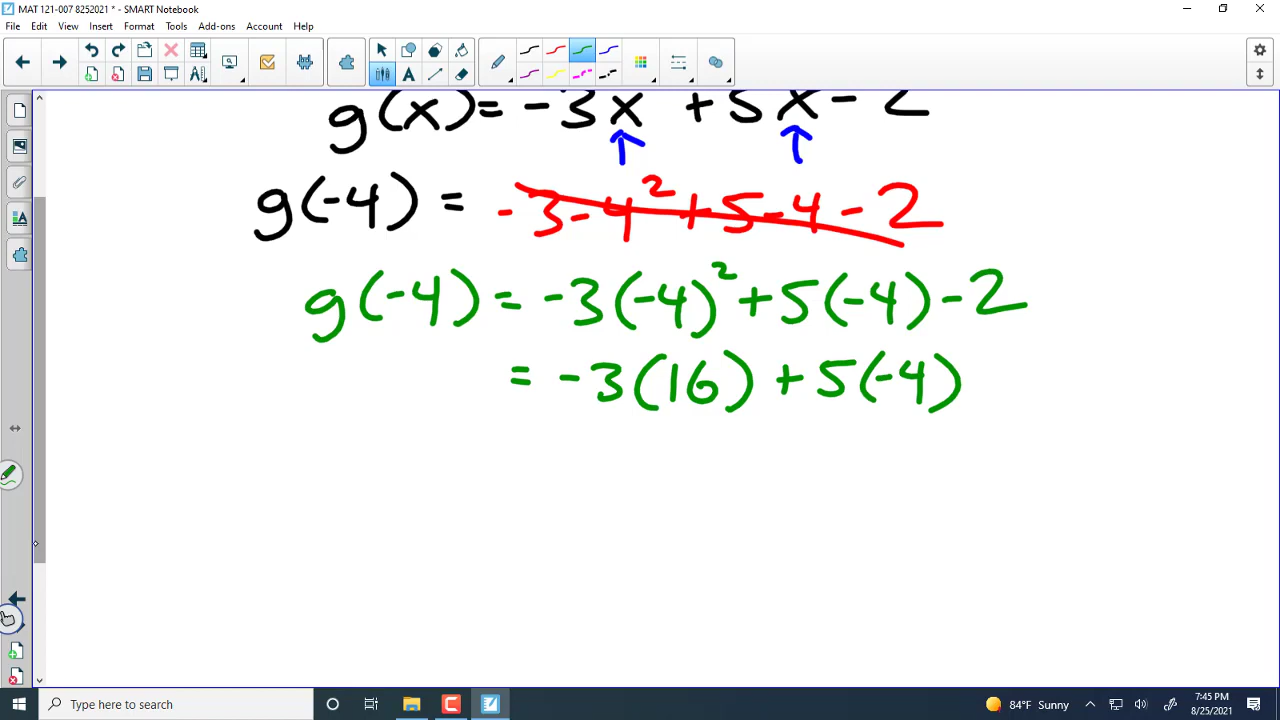 MAT 121-007 8252021 * - SMART Notebook
File Edit View Insert Format Tools Add-ons Account Help
g(x) = -3x + 5x - 2
g(-4) = -3-4² +5-4-2
g(-4) = -3(-4)² + 5(-4) - 2
= -3(16) + 5(-4)
Type here to search
84°F Sunny
7:45 PM
8/25/2021